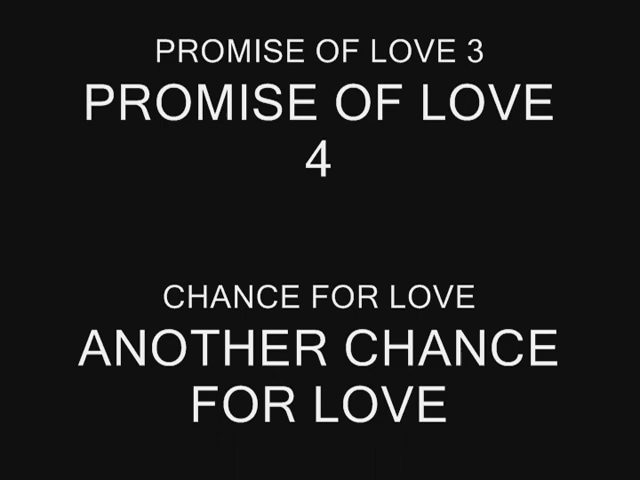 PROMISE OF LOVE 3
PROMISE OF LOVE
4
CHANCE FOR LOVE
ANOTHER CHANCE
FOR LOVE